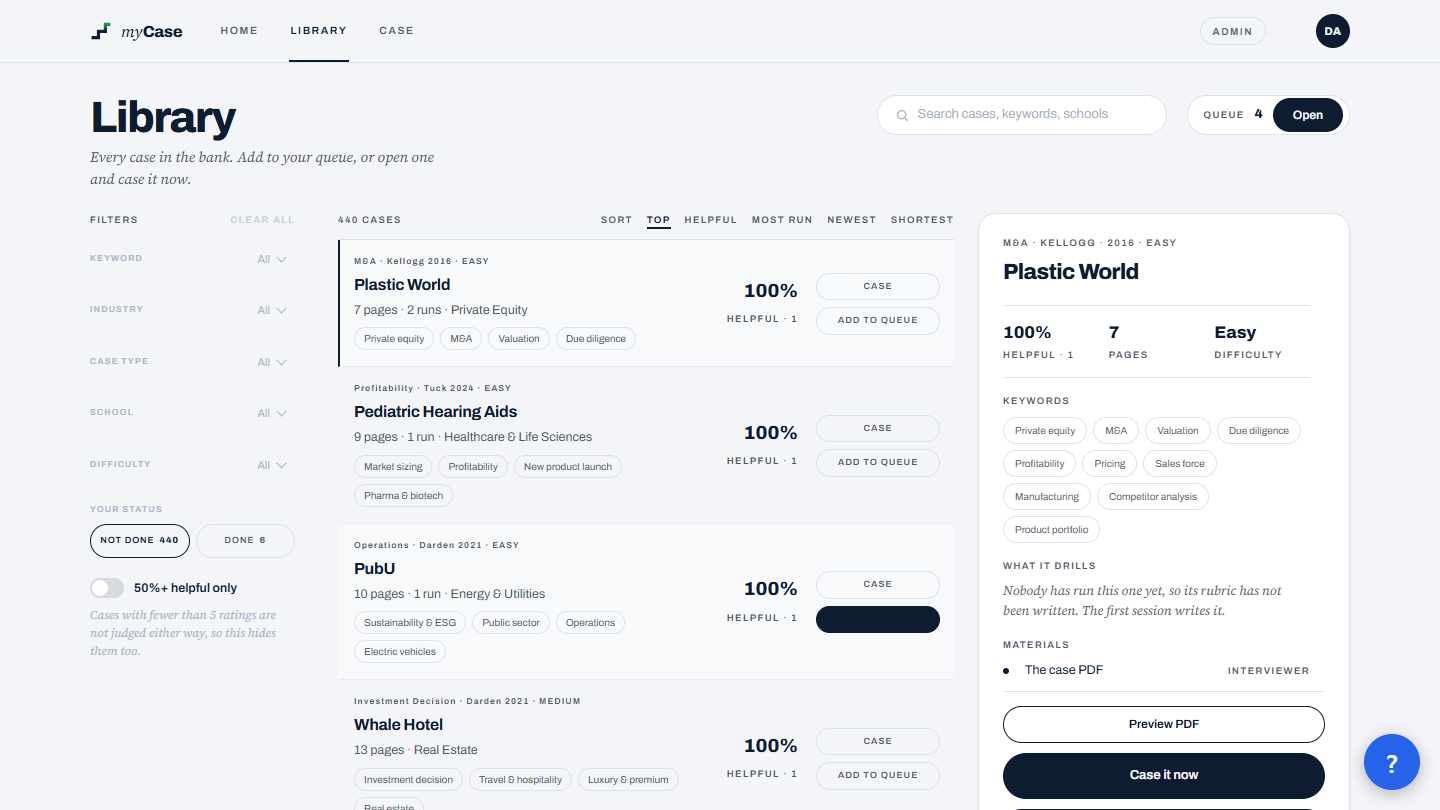 myCase
HOME
LIBRARY
CASE
ADMIN
DA
Library
Every case in the bank. Add to your queue, or open one
and case it now.
Search cases, keywords, schools
QUEUE 4
Open
FILTERS
CLEAR ALL
KEYWORD
All
INDUSTRY
All
CASE TYPE
All
SCHOOL
All
DIFFICULTY
All
YOUR STATUS
NOT DONE 440
DONE 6
50%+ helpful only
Cases with fewer than 5 ratings are
not judged either way, so this hides
them too.
440 CASES
SORT
TOP
HELPFUL
MOST RUN
NEWEST
SHORTEST
M&A · Kellogg 2016 · EASY
Plastic World
7 pages · 2 runs · Private Equity
Private equity
M&A
Valuation
Due diligence
100%
HELPFUL · 1
CASE
ADD TO QUEUE
Profitability · Tuck 2024 · EASY
Pediatric Hearing Aids
9 pages · 1 run · Healthcare & Life Sciences
Market sizing
Profitability
New product launch
Pharma & biotech
100%
HELPFUL · 1
CASE
ADD TO QUEUE
Operations · Darden 2021 · EASY
PubU
10 pages · 1 run · Energy & Utilities
Sustainability & ESG
Public sector
Operations
Electric vehicles
100%
HELPFUL · 1
CASE
Investment Decision · Darden 2021 · MEDIUM
Whale Hotel
13 pages · Real Estate
Investment decision
Travel & hospitality
Luxury & premium
Real estate
100%
HELPFUL · 1
CASE
ADD TO QUEUE
M&A · KELLOGG · 2016 · EASY
Plastic World
100%
HELPFUL · 1
7
PAGES
Easy
DIFFICULTY
KEYWORDS
Private equity
M&A
Valuation
Due diligence
Profitability
Pricing
Sales force
Manufacturing
Competitor analysis
Product portfolio
WHAT IT DRILLS
Nobody has run this one yet, so its rubric has not
been written. The first session writes it.
MATERIALS
The case PDF
INTERVIEWER
Preview PDF
Case it now
?